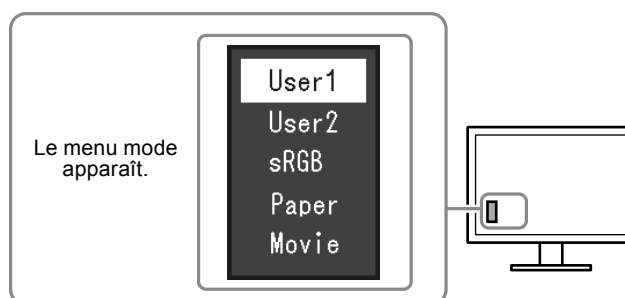 Le menu mode
apparaît.
User1
User2
sRGB
Paper
Movie